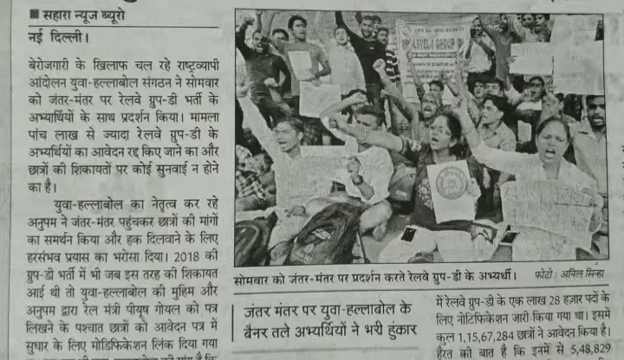 ■ सहारा न्यूज ब्यूरो
नई दिल्ली।
बेरोजगारी के खिलाफ चल रहे राष्ट्रव्यापी
आंदोलन युवा-हल्लाबोल संगठन ने सोमवार
को जंतर-मंतर पर रेलवे ग्रुप-डी भर्ती के
अभ्यार्थियों के साथ प्रदर्शन किया। मामला
पांच लाख से ज्यादा रेलवे ग्रुप-डी के
अभ्यर्थियों का आवेदन रद्द किए जाने का और
छात्रों की शिकायतों पर कोई सुनवाई न होने
का है।
युवा-हल्लाबोल का नेतृत्व कर रहे
अनुपम ने जंतर-मंतर पहुंचकर छात्रों की मांगों
का समर्थन किया और हक दिलवाने के लिए
हरसंभव प्रयास का भरोसा दिया। 2018 की
ग्रुप-डी भर्ती में भी जब इस तरह की शिकायत
आई थी तो युवा-हल्लाबोल की मुहिम और
अनुपम द्वारा रेल मंत्री पीयूष गोयल को पत्र
लिखने के पश्चात छात्रों को आवेदन पत्र में
सुधार के लिए मोडिफिकेशन लिंक दिया गया
सोमवार को जंतर-मंतर पर प्रदर्शन करते रेलवे ग्रुप-डी के अभ्यर्थी। फोटो : अनिल सिन्हा
जंतर मंतर पर युवा-हल्लाबोल के
बैनर तले अभ्यार्थियों ने भरी हुंकार
में रेलवे ग्रुप-डी के एक लाख 28 हज़ार पदों के
लिए नोटिफिकेशन जारी किया गया था। इसमें
कुल 1,15,67,284 छात्रों ने आवेदन किया है।
हैरत की बात है कि इनमें से 5,48,829